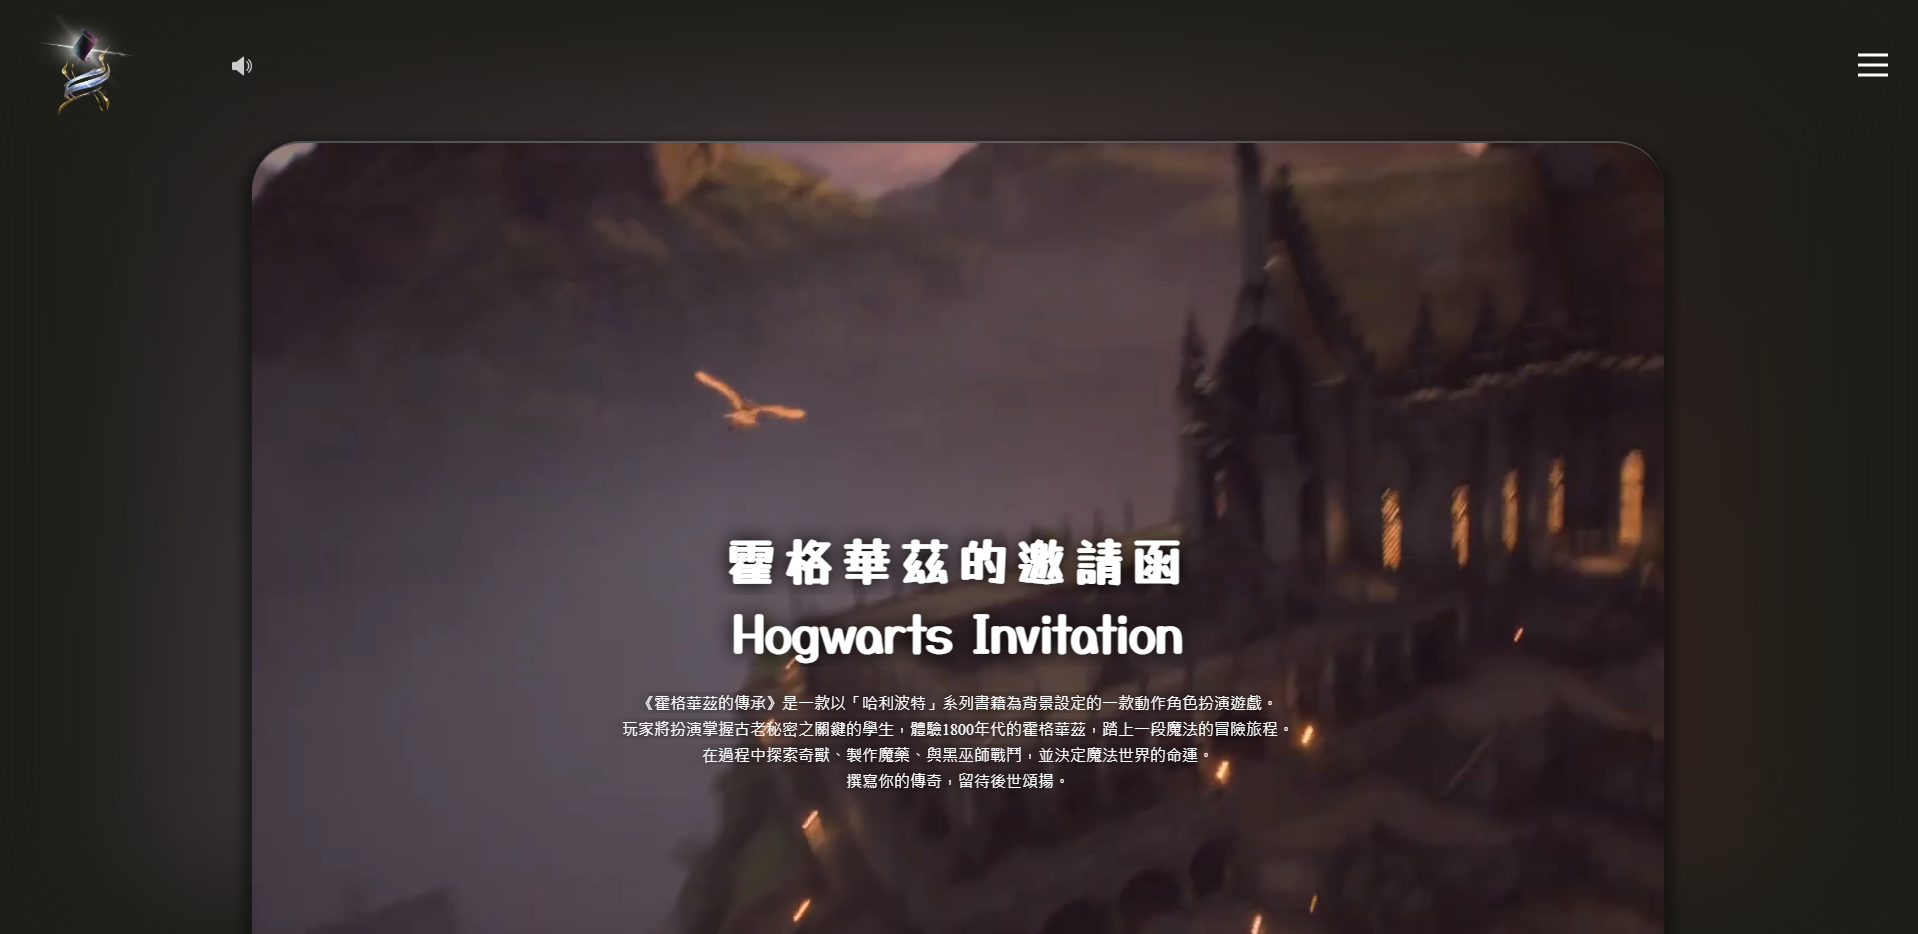 霍格華茲的邀請函
Hogwarts Invitation
《霍格華茲的傳承》是一款以「哈利波特」系列書籍為背景設定的一款動作角色扮演遊戲。
玩家將扮演掌握古老秘密之關鍵的學生，體驗1800年代的霍格華茲，踏上一段魔法的冒險旅程。
在過程中探索奇獸、製作魔藥、與黑巫師戰鬥，並決定魔法世界的命運。
撰寫你的傳奇，留待後世頌揚。